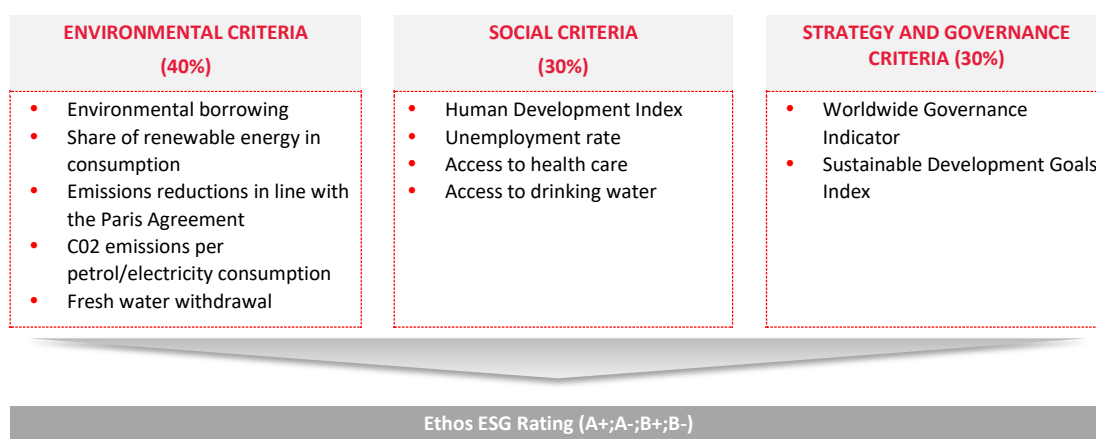 ENVIRONMENTAL CRITERIA
(40%)
• Environmental borrowing
• Share of renewable energy in
consumption
• Emissions reductions in line with
the Paris Agreement
• C02 emissions per
petrol/electricity consumption
• Fresh water withdrawal
SOCIAL CRITERIA
(30%)
• Human Development Index
• Unemployment rate
• Access to health care
• Access to drinking water
STRATEGY AND GOVERNANCE
CRITERIA (30%)
• Worldwide Governance
Indicator
• Sustainable Development Goals
Index
Ethos ESG Rating (A+;A-;B+;B-)